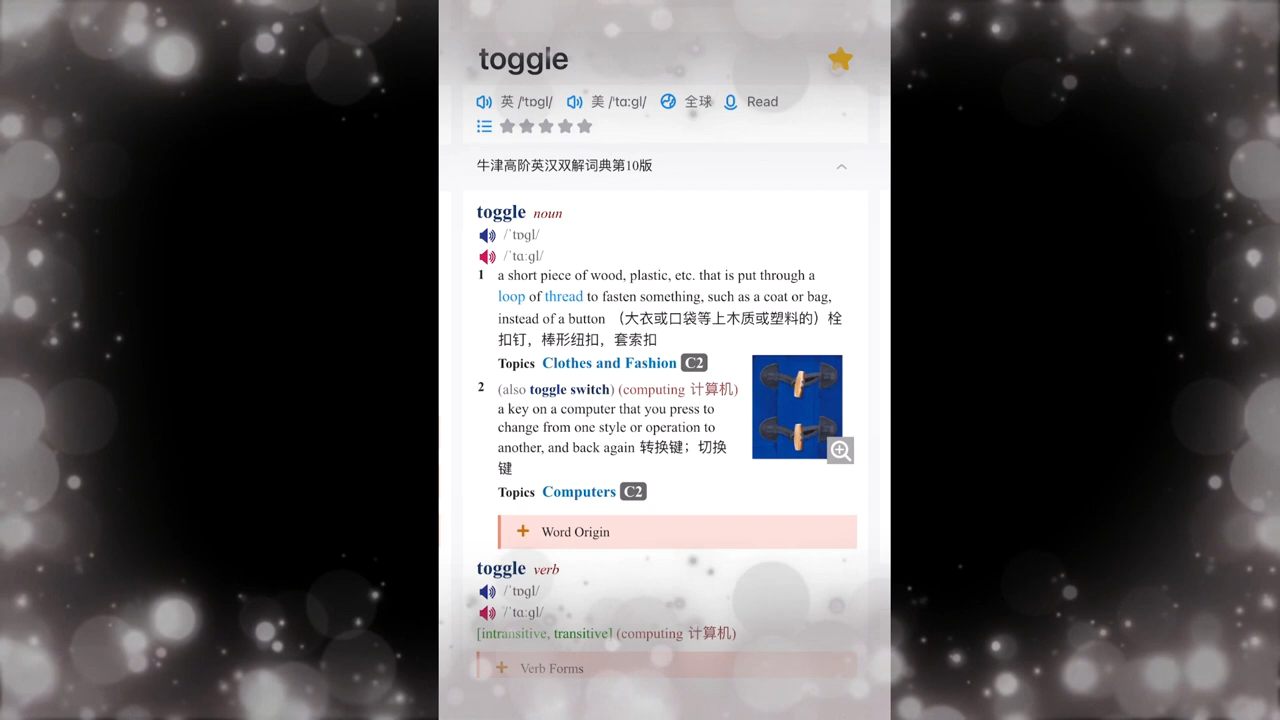 toggle
英 /'tɒgl/ 美 /'tɑːgl/ 全球 Read
牛津高阶英汉双解词典第10版
toggle noun
/ˈtɒɡl/
/ˈtɑːɡl/
1 a short piece of wood, plastic, etc. that is put through a
loop of thread to fasten something, such as a coat or bag,
instead of a button （大衣或口袋等上木质或塑料的）栓
扣钉，棒形纽扣，套索扣
Topics Clothes and Fashion C2
2 (also toggle switch) (computing 计算机)
a key on a computer that you press to
change from one style or operation to
another, and back again 转换键；切换
键
Topics Computers C2
+ Word Origin
toggle verb
/ˈtɒɡl/
/ˈtɑːɡl/
[intransitive, transitive] (computing 计算机)
+ Verb Forms